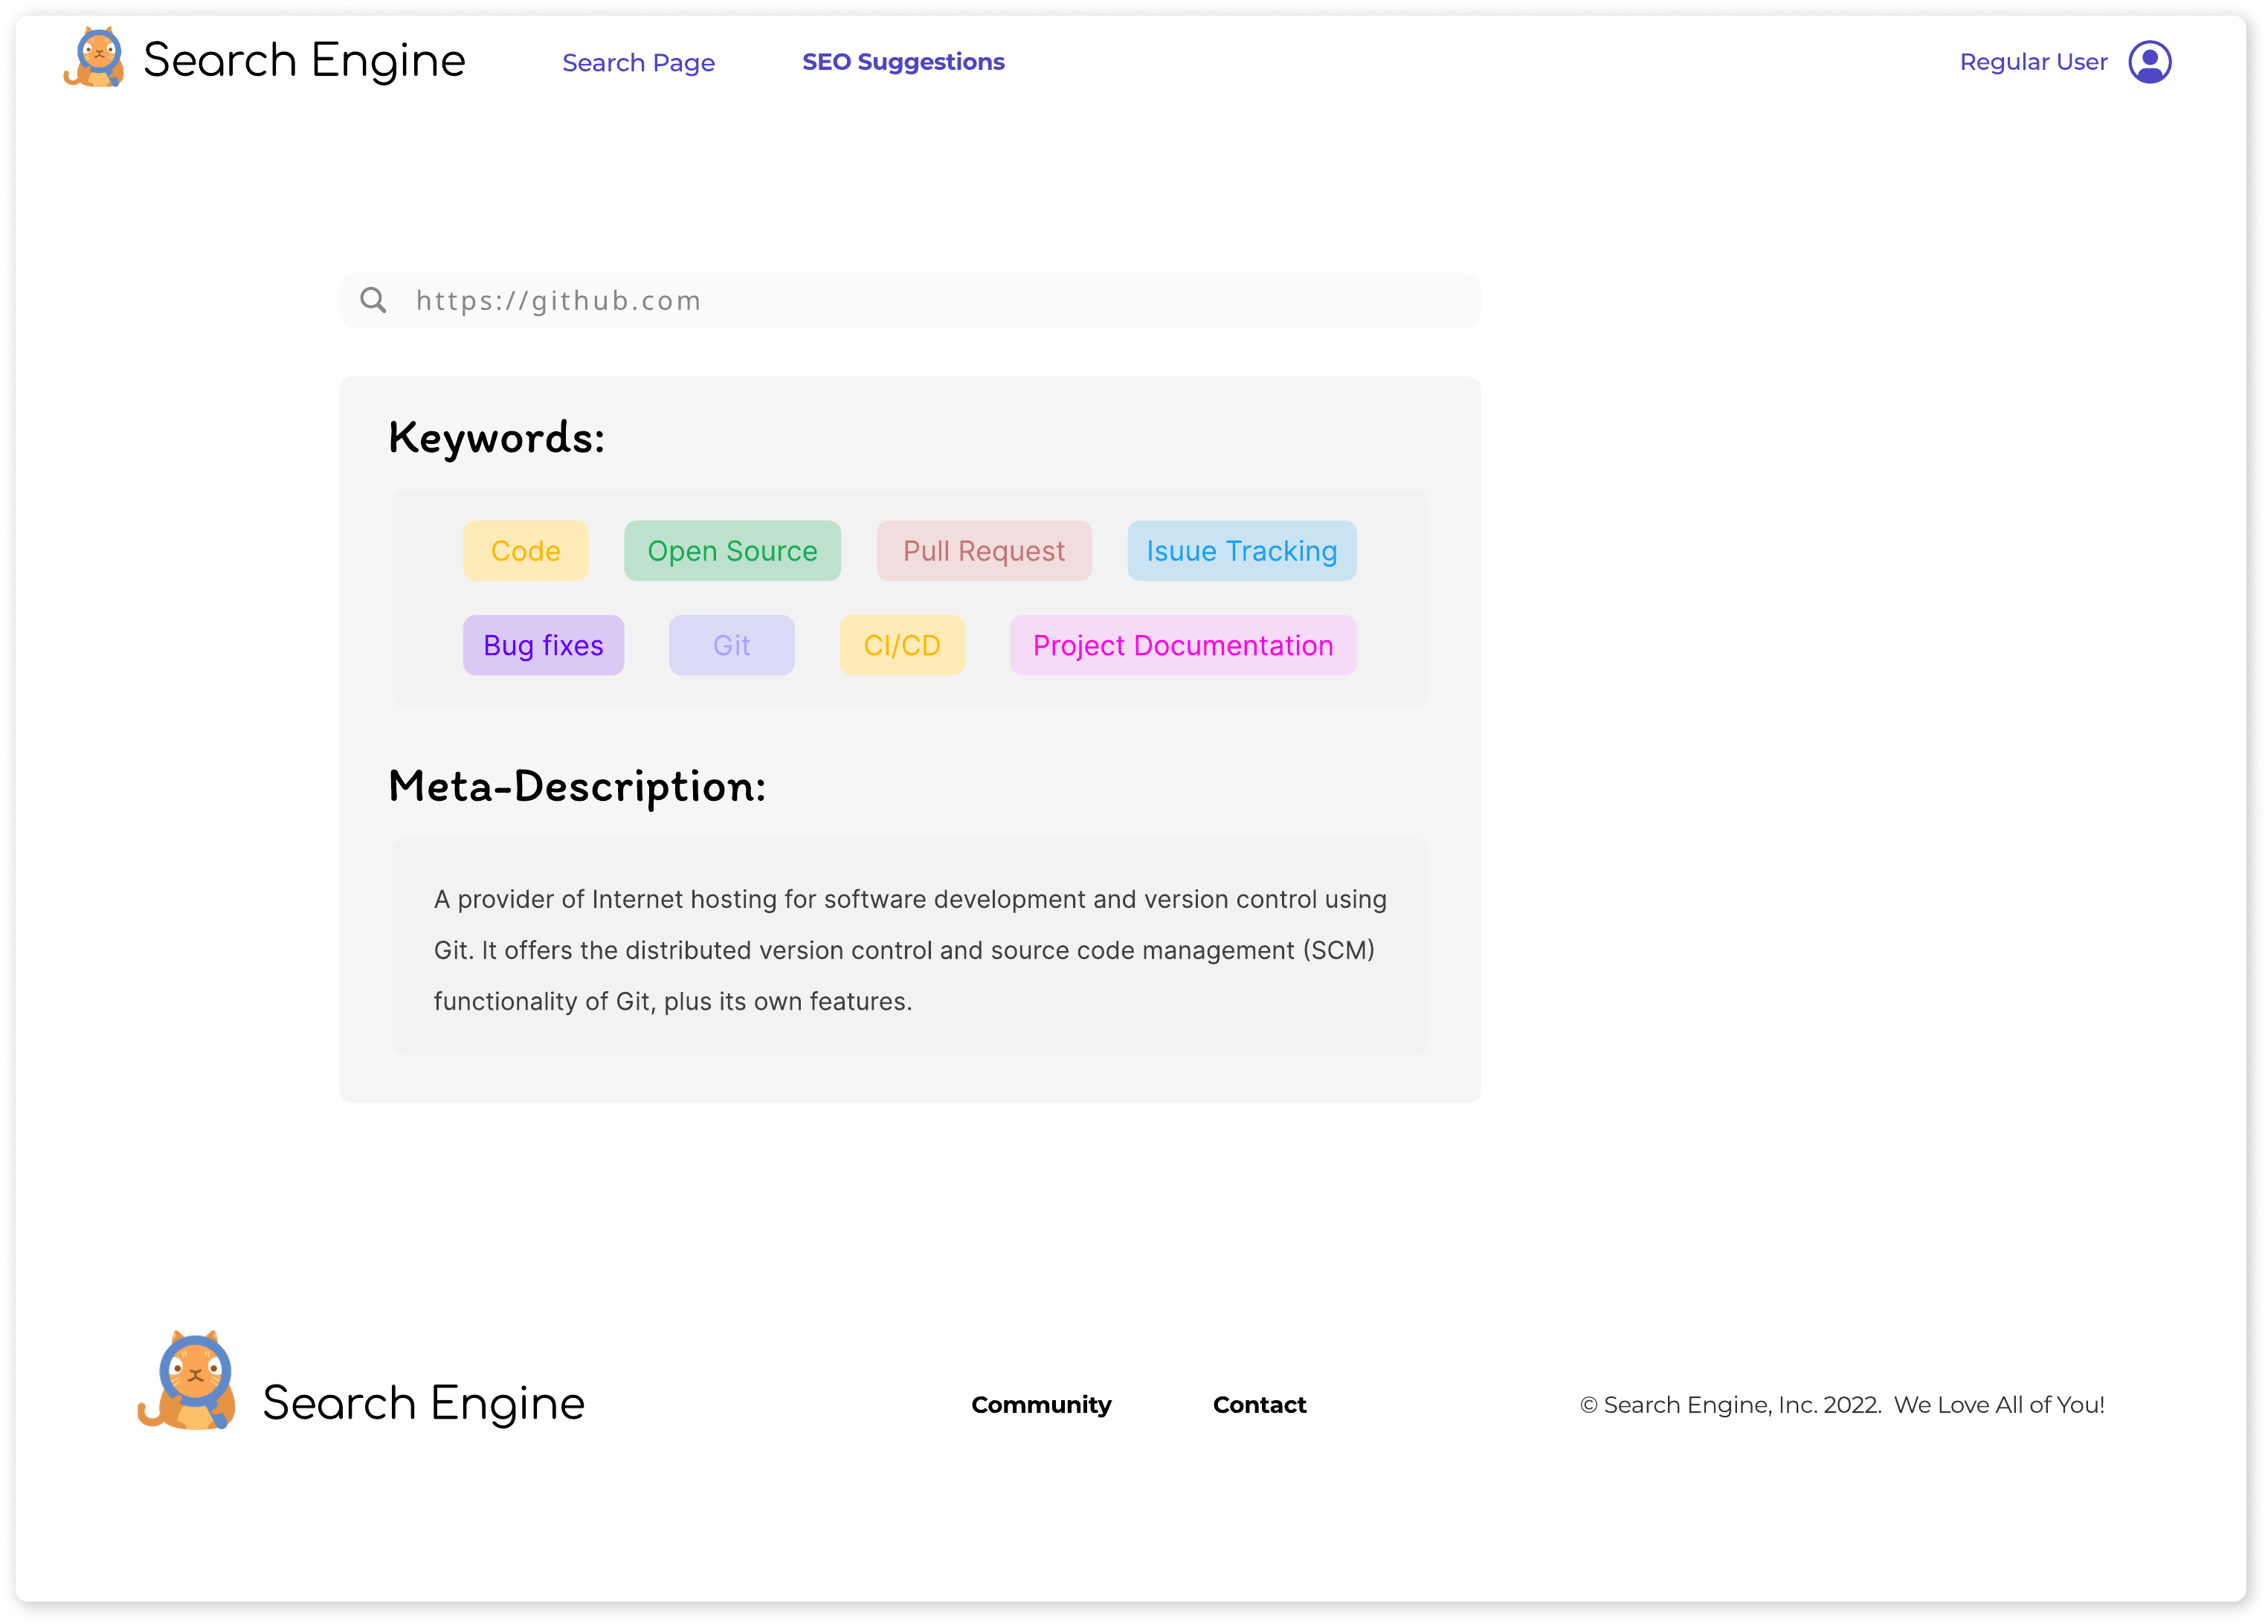 Search Engine Search Page SEO Suggestions Regular User
https://github.com
Keywords:
Code Open Source Pull Request Isuue Tracking
Bug fixes Git CI/CD Project Documentation
Meta-Description:
A provider of Internet hosting for software development and version control using
Git. It offers the distributed version control and source code management (SCM)
functionality of Git, plus its own features.
Search Engine Community Contact © Search Engine, Inc. 2022. We Love All of You!